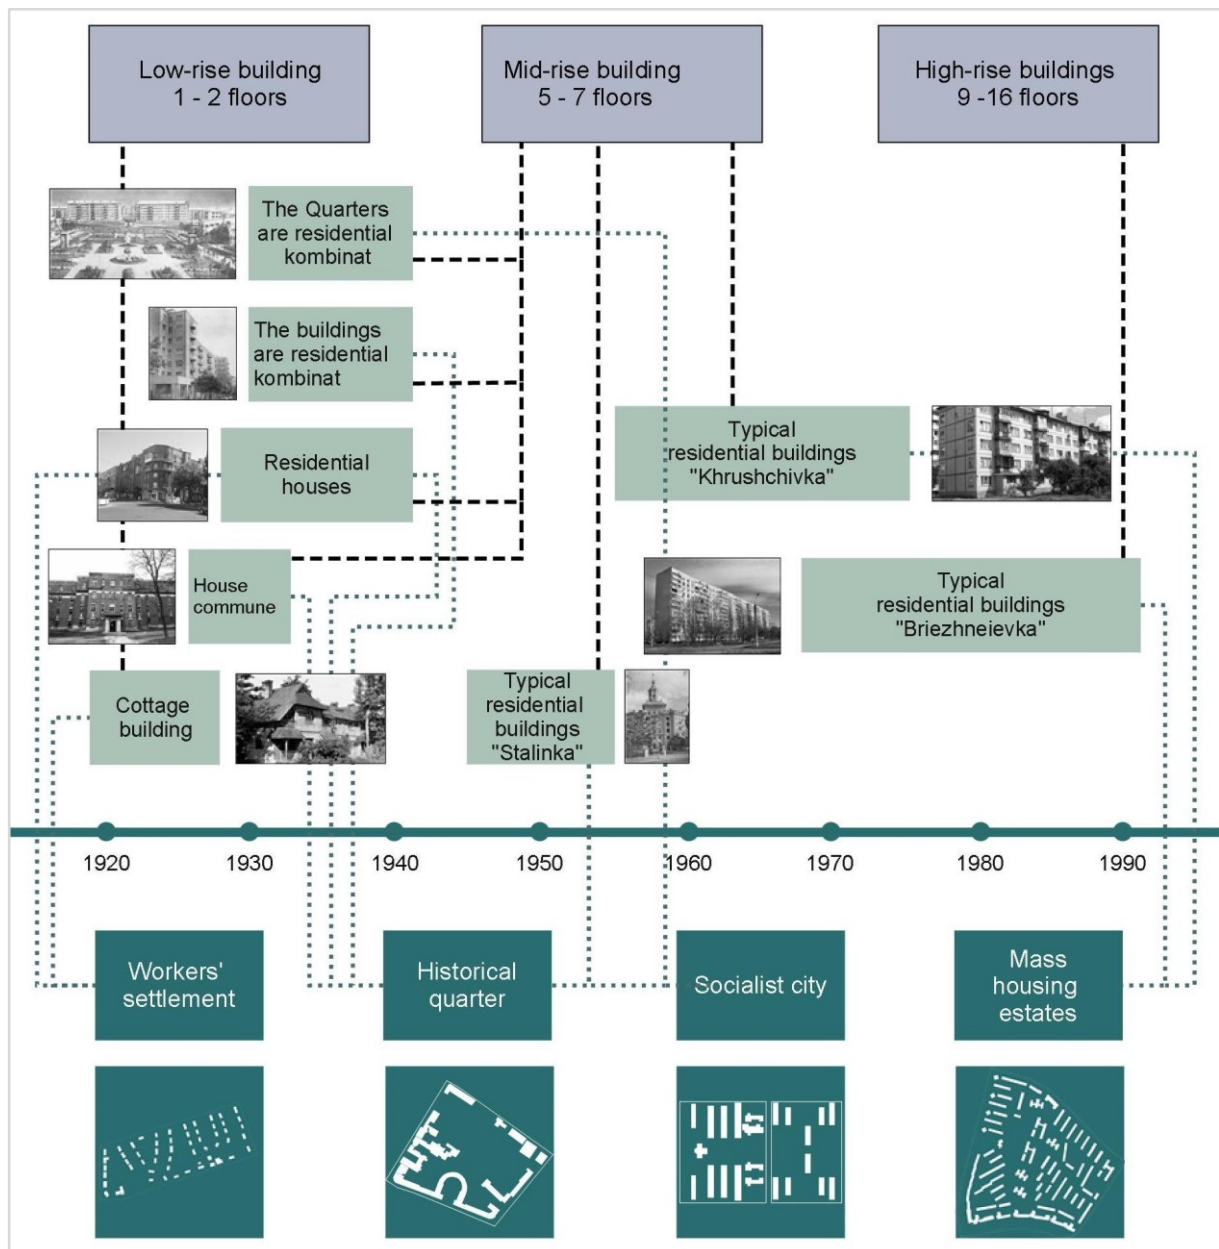 Low-rise building
1 - 2 floors
Mid-rise building
5 - 7 floors
High-rise buildings
9 -16 floors
The Quarters
are residential
kombinat
The buildings
are residential
kombinat
Residential
houses
House
commune
Cottage
building
Typical
residential
buildings
"Stalinka"
Typical
residential buildings
"Khrushchivka"
Typical
residential buildings
"Briezhneievka"
1920
1930
1940
1950
1960
1970
1980
1990
Workers'
settlement
Historical
quarter
Socialist city
Mass
housing
estates